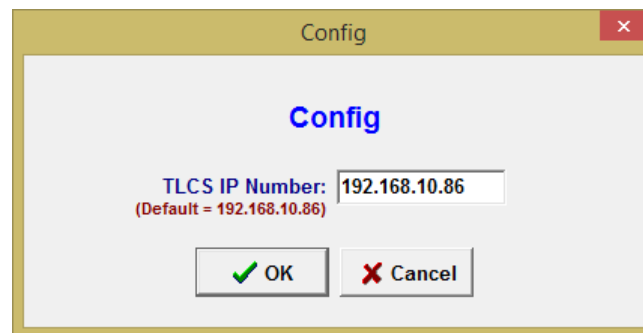 Config
Config
TLCS IP Number: 192.168.10.86
(Default = 192.168.10.86)
OK Cancel